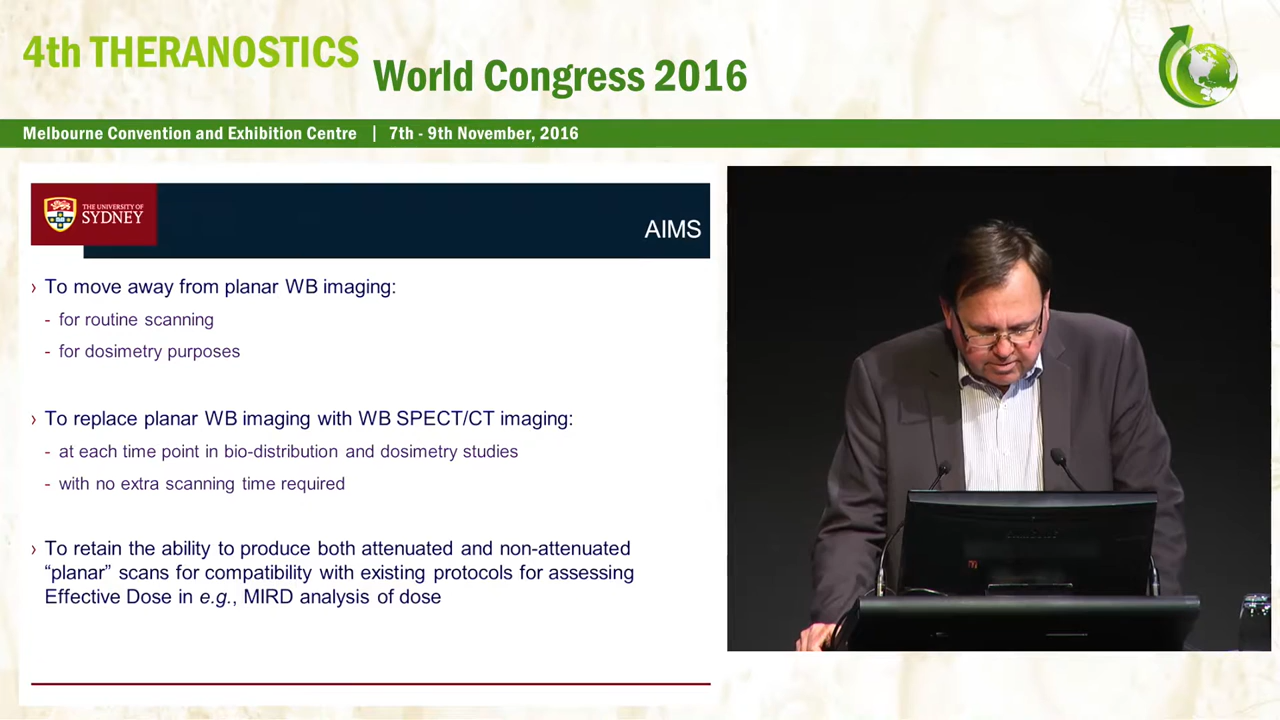 4th THERANOSTICS
World Congress 2016
Melbourne Convention and Exhibition Centre | 7th - 9th November, 2016
THE UNIVERSITY OF
SYDNEY
AIMS
› To move away from planar WB imaging:
- for routine scanning
- for dosimetry purposes
› To replace planar WB imaging with WB SPECT/CT imaging:
- at each time point in bio-distribution and dosimetry studies
- with no extra scanning time required
› To retain the ability to produce both attenuated and non-attenuated
“planar” scans for compatibility with existing protocols for assessing
Effective Dose in e.g., MIRD analysis of dose